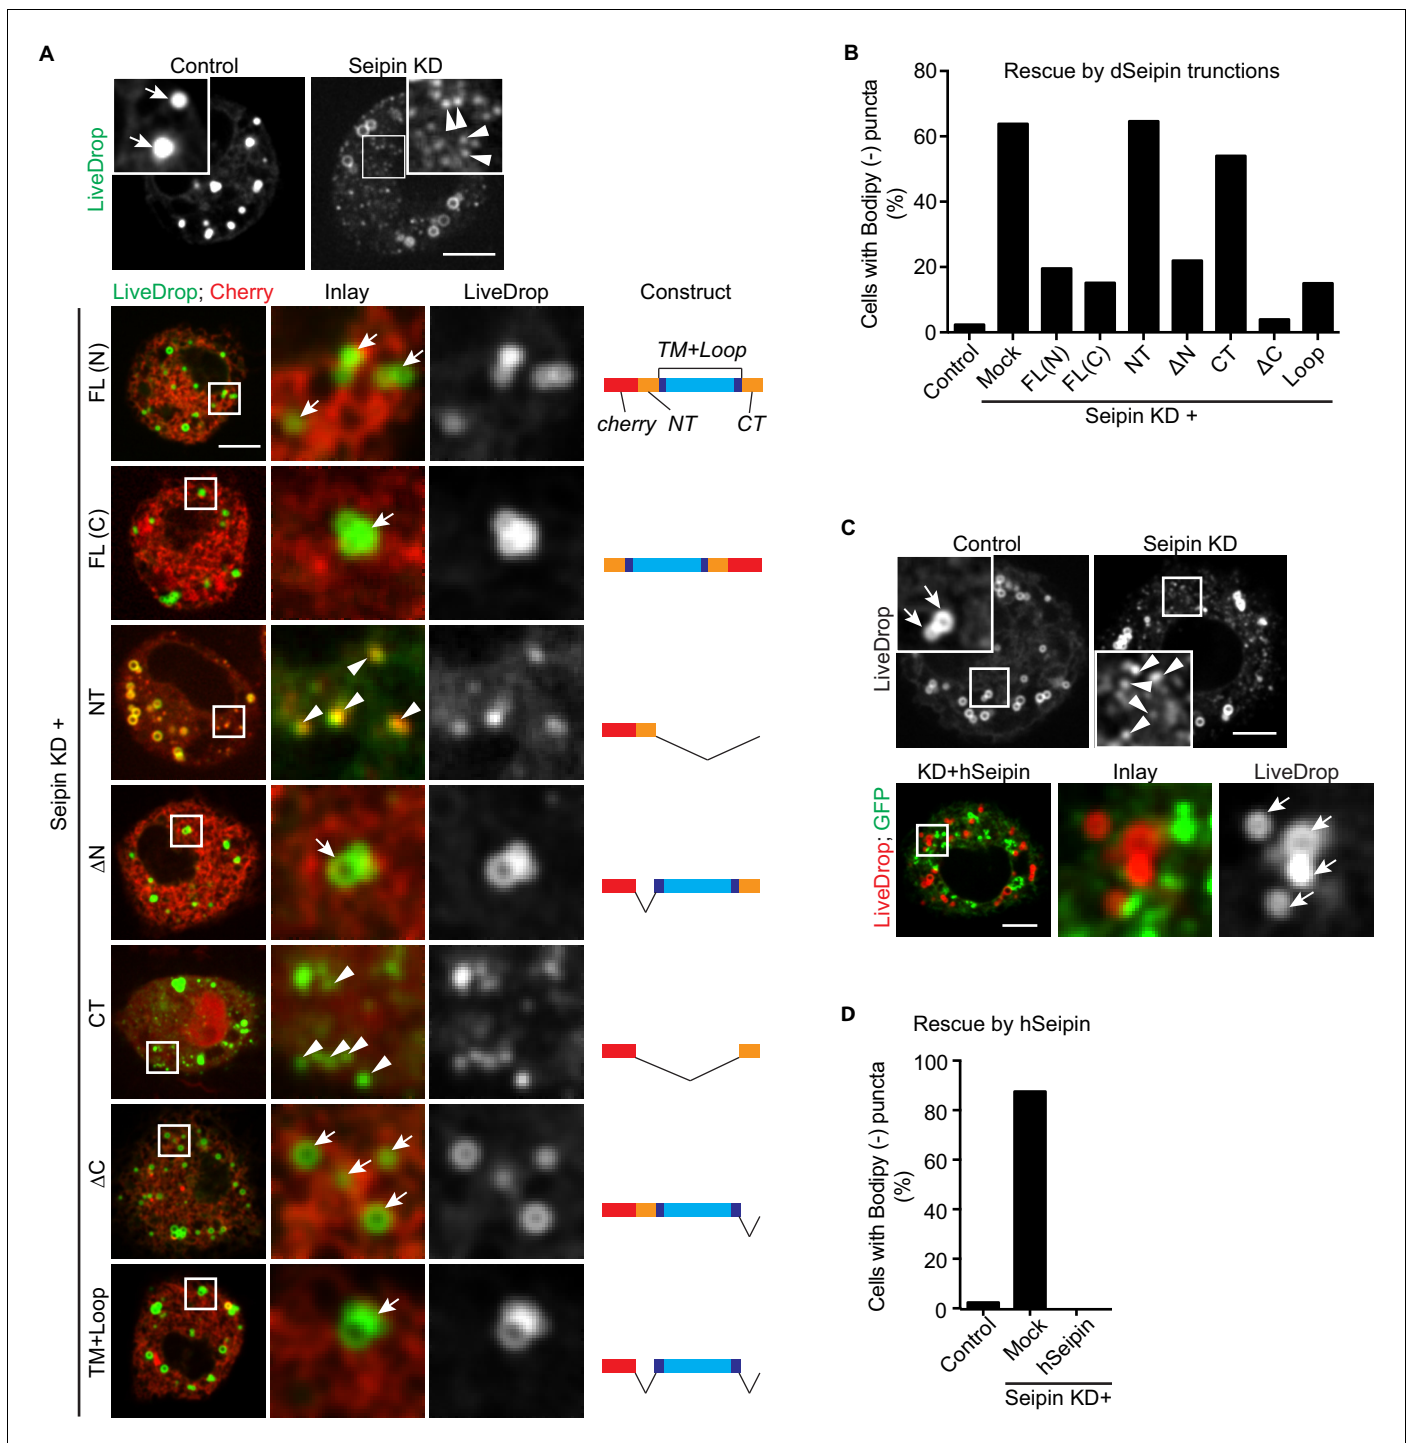 A
Control
Seipin KD
LiveDrop
LiveDrop; Cherry
Inlay
LiveDrop
Construct
Seipin KD +
FL (N)
TM+Loop
cherry
NT
CT
FL (C)
NT
ΔN
CT
ΔC
TM+Loop
B
Rescue by dSeipin trunctions
Cells with Bodipy (-) puncta
(%)
80
60
40
20
0
Control
Mock
FL(N)
FL(C)
NT
ΔN
CT
ΔC
Loop
Seipin KD +
C
Control
Seipin KD
LiveDrop
KD+hSeipin
Inlay
LiveDrop
LiveDrop; GFP
D
Rescue by hSeipin
Cells with Bodipy (-) puncta
(%)
100
80
60
40
20
0
Control
Mock
hSeipin
Seipin KD+